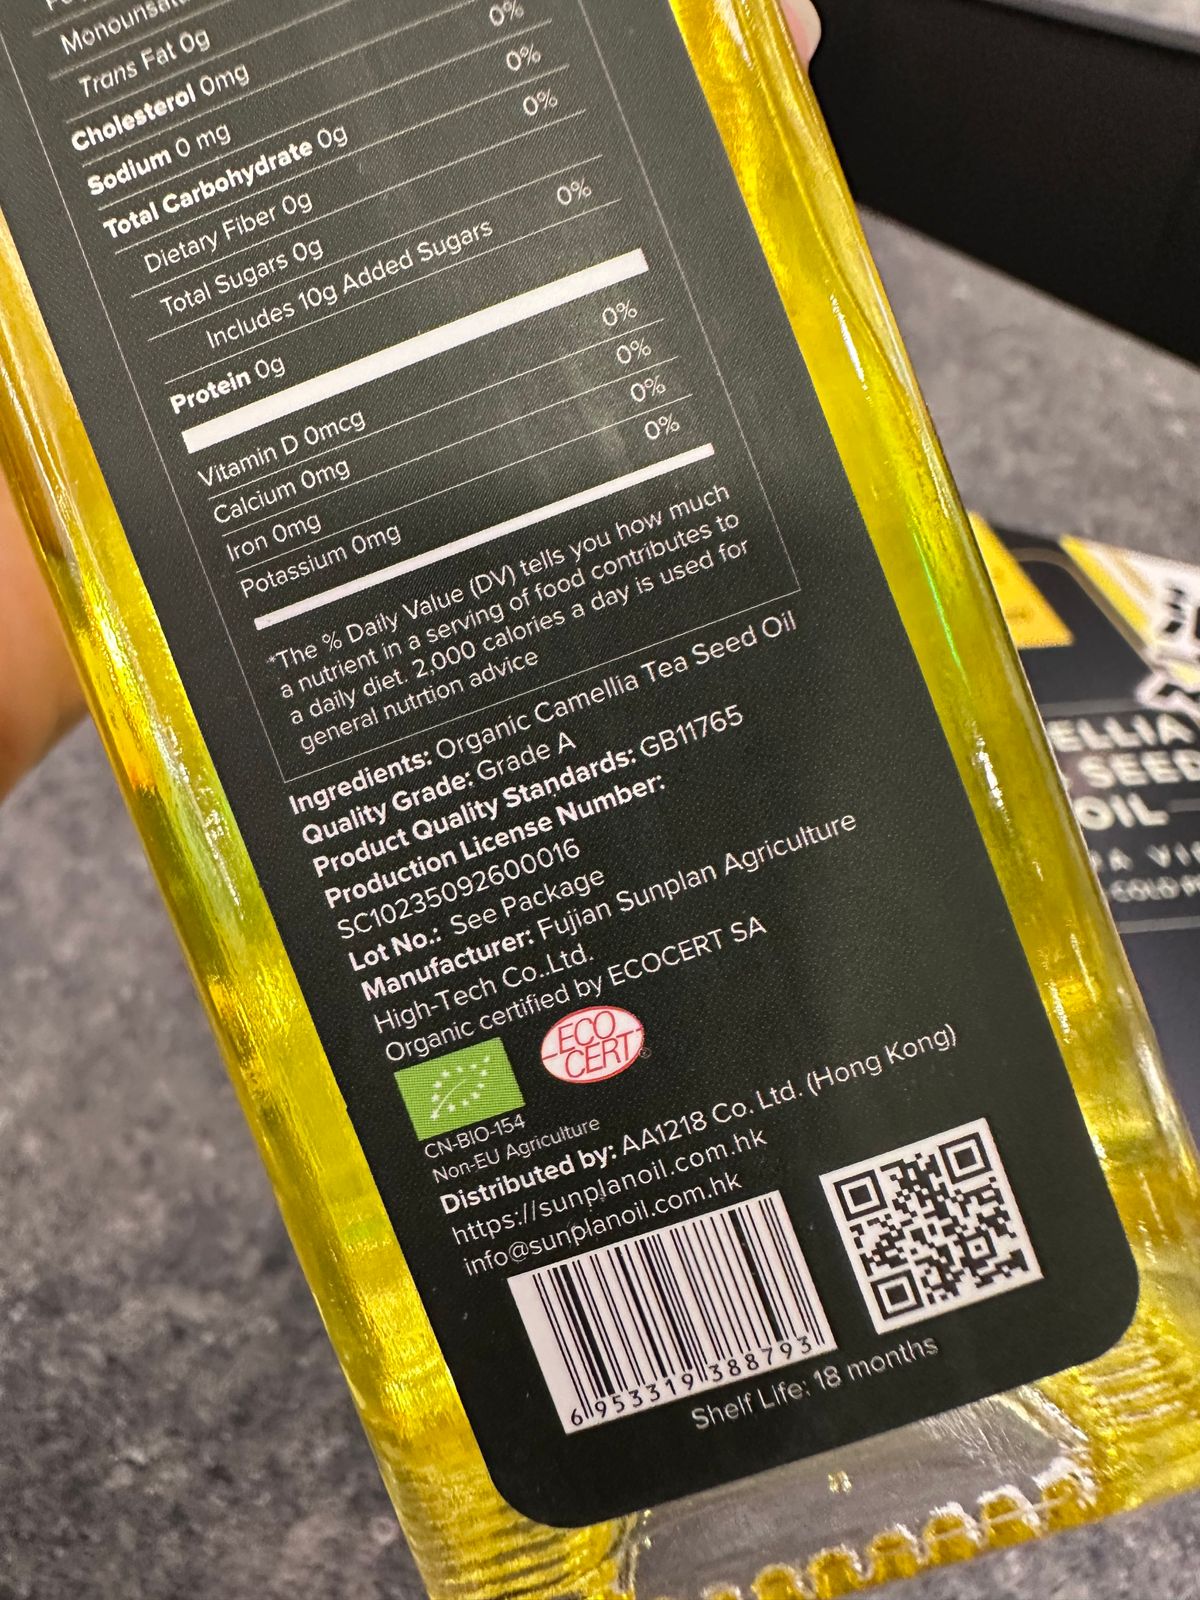 Trans Fat 0g
Cholesterol 0mg 0%
Sodium 0 mg 0%
Total Carbohydrate 0g 0%
Dietary Fiber 0g
Total Sugars 0g
Includes 10g Added Sugars 0%
Protein 0g
Vitamin D 0mcg 0%
Calcium 0mg 0%
Iron 0mg 0%
Potassium 0mg 0%
*The % Daily Value (DV) tells you how much
a nutrient in a serving of food contributes to
a daily diet. 2,000 calories a day is used for
general nutrtion advice
Ingredients: Organic Camellia Tea Seed Oil
Quality Grade: Grade A
Product Quality Standards: GB11765
Production License Number:
SC10235092600016
Lot No.: See Package
Manufacturer: Fujian Sunplan Agriculture
High-Tech Co.,Ltd.
Organic certified by ECOCERT SA
ECO
CERT
®
CN-BIO-154
Non-EU Agriculture
Distributed by: AA1218 Co. Ltd. (Hong Kong)
https://sunplanoil.com.hk
info@sunplanoil.com.hk
6 953319 388793
Shelf Life: 18 months
ELLIA
SEED
OIL